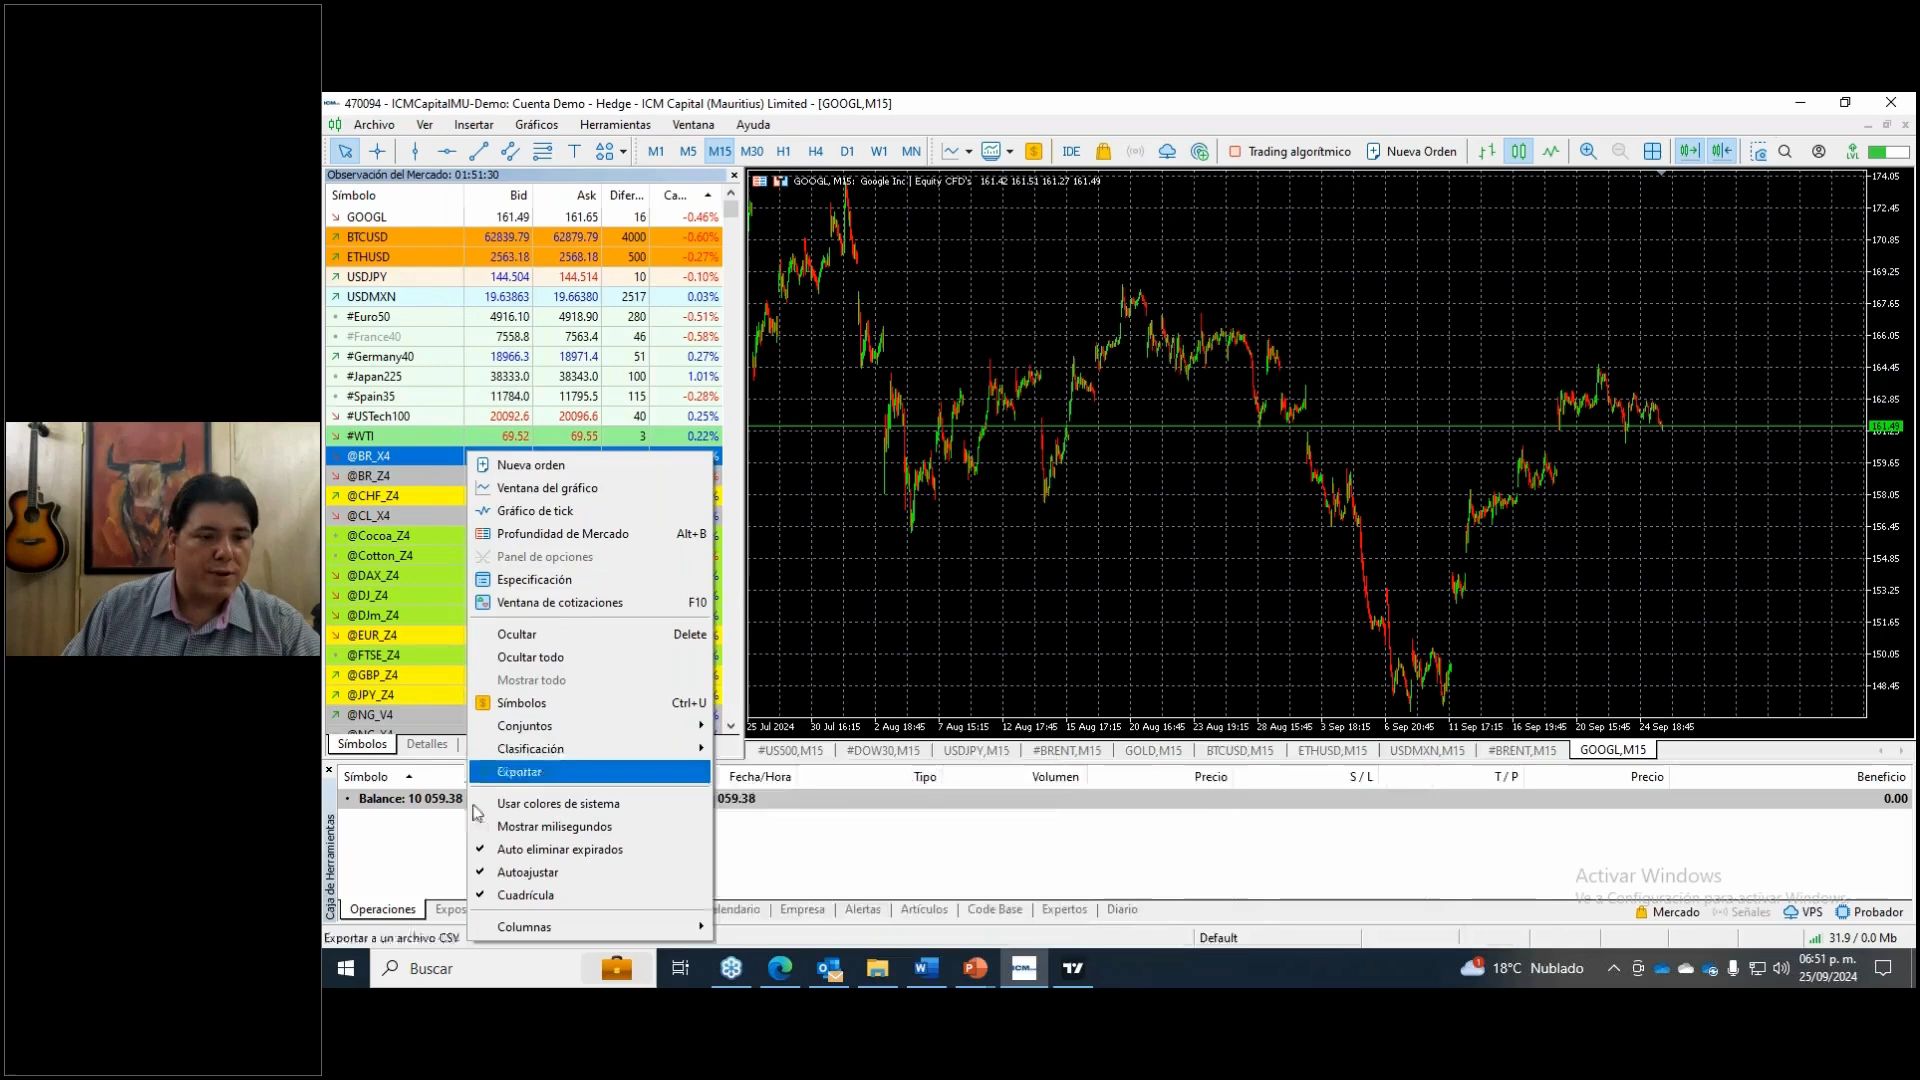 470094 - ICMCapitalMU-Demo: Cuenta Demo - Hedge - ICM Capital (Mauritius) Limited - [GOOGL,M15]
Archivo Ver Insertar Gráficos Herramientas Ventana Ayuda
M1 M5 M15 M30 H1 H4 D1 W1 MN IDE Trading algorítmico Nueva Orden
Observación del Mercado: 01:51:30
Símbolo Bid Ask Difer... Ca...
GOOGL 161.49 161.65 16 -0.46%
BTCUSD 62839.79 62879.79 4000 -0.60%
ETHUSD 2563.18 2568.18 500 -0.27%
USDJPY 144.504 144.514 10 -0.10%
USDMXN 19.63863 19.66380 2517 0.03%
#Euro50 4916.10 4918.90 280 -0.51%
#France40 7558.8 7563.4 46 -0.58%
#Germany40 18966.3 18971.4 51 0.27%
#Japan225 38333.0 38343.0 100 1.01%
#Spain35 11784.0 11795.5 115 -0.28%
#USTech100 20092.6 20096.6 40 0.25%
#WTI 69.52 69.55 3 0.22%
@BR_X4
@BR_Z4
@CHF_Z4
@CL_X4
@Cocoa_Z4
@Cotton_Z4
@DAX_Z4
@DJ_Z4
@DJm_Z4
@EUR_Z4
@FTSE_Z4
@GBP_Z4
@JPY_Z4
@NG_V4
Símbolos Detalles
Nueva orden
Ventana del gráfico
Gráfico de tick
Profundidad de Mercado Alt+B
Panel de opciones
Especificación
Ventana de cotizaciones F10
Ocultar Delete
Ocultar todo
Mostrar todo
Símbolos Ctrl+U
Conjuntos
Clasificación
Exportar
Usar colores de sistema
Mostrar milisegundos
Auto eliminar expirados
Autoajustar
Cuadrícula
Columnas
GOOGL, M15: Google Inc | Equity CFD's 161.42 161.51 161.27 161.49
174.05
172.45
170.85
169.25
167.65
166.05
164.45
162.85
161.49
159.65
158.05
156.45
154.85
153.25
151.65
150.05
148.45
25 Jul 2024 30 Jul 16:15 2 Aug 18:45 7 Aug 15:15 12 Aug 17:45 15 Aug 17:15 20 Aug 16:45 23 Aug 19:15 28 Aug 15:45 3 Sep 18:15 6 Sep 20:45 11 Sep 17:15 16 Sep 19:45 20 Sep 15:45 24 Sep 18:45
#US500,M15 #DOW30,M15 USDJPY,M15 #BRENT,M15 GOLD,M15 BTCUSD,M15 ETHUSD,M15 USDMXN,M15 #BRENT,M15 GOOGL,M15
Símbolo Fecha/Hora Tipo Volumen Precio S / L T / P Precio Beneficio
Balance: 10 059.38 059.38 0.00
Caja de Herramientas
Activar Windows
Ve a Configuración para activar Windows.
Operaciones Expos alendario Empresa Alertas Artículos Code Base Expertos Diario
Mercado Señales VPS Probador
Exportar a un archivo CSV Default 31.9 / 0.0 Mb
Buscar 18°C Nublado 06:51 p. m.
25/09/2024